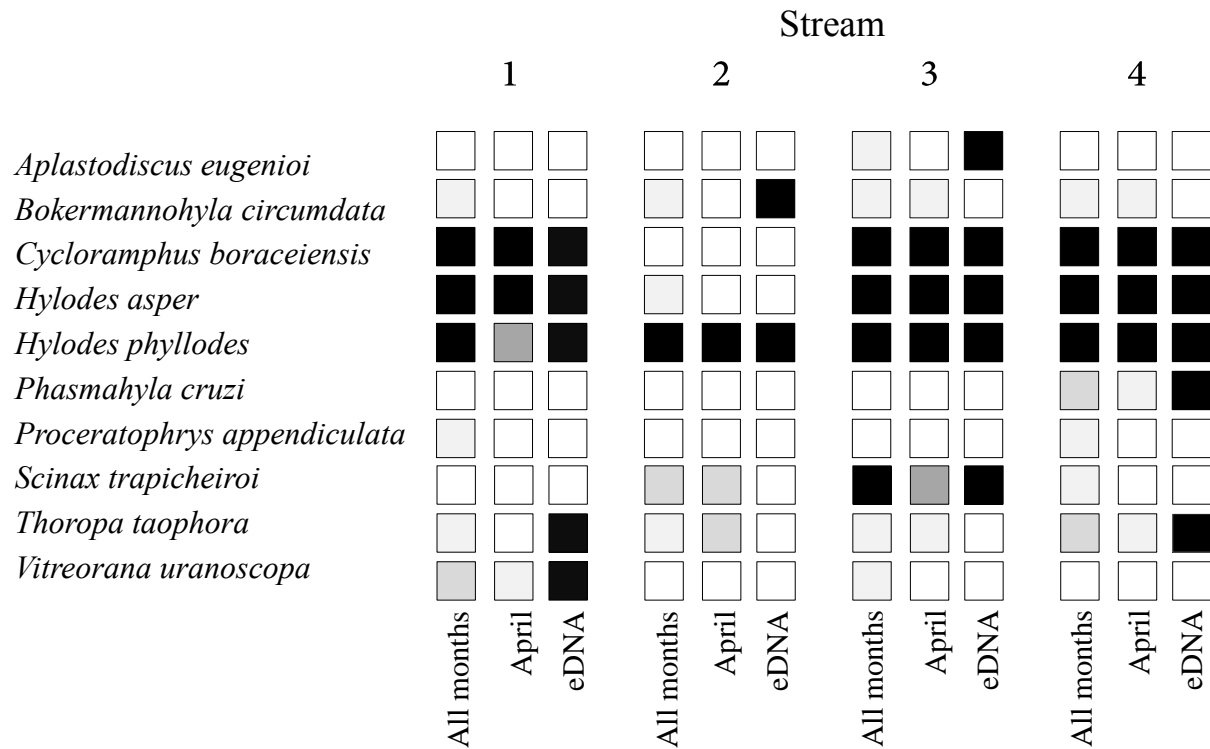 Stream
1 2 3 4
Aplastodiscus eugenioi
Bokermannohyla circumdata
Cycloramphus boraceiensis
Hylodes asper
Hylodes phyllodes
Phasmahyla cruzi
Proceratophrys appendiculata
Scinax trapicheiroi
Thoropa taophora
Vitreorana uranoscopa
All months April eDNA All months April eDNA All months April eDNA All months April eDNA